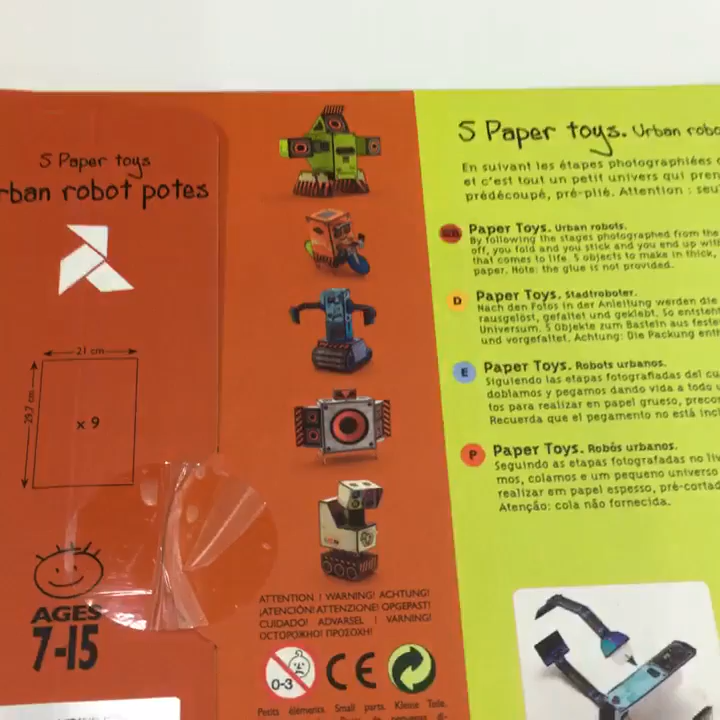 5 Paper toys
rban robot potes
21 cm
29,7 cm
x 9
AGES
7-15
ATTENTION ! WARNING! ACHTUNG!
¡ATENCIÓN! ATTENZIONE! OPGEPAST!
CUIDADO! ADVARSEL ! VARNING!
ОСТОРОЖНО! ΠΡΟΣΟΧΗ!
0-3
CE
Petits éléments. Small parts. Kleine Teile.
5 Paper toys. Urban robo
En suivant les étapes photographiées
et c'est tout un petit univers qui pren
prédécoupé, pré-plié. Attention : seu
GB
Paper Toys. Urban robots.
By following the stages photographed from the
off, you fold and you stick and you end up wit
that comes to life. 5 objects to make in thick,
paper. Note: the glue is not provided.
D
Paper Toys. Stadtroboter.
Nach den Fotos in der Anleitung werden die
rausgelöst, gefaltet und geklebt. So entsteh
Universum. 5 Objekte zum Basteln aus feste
und vorgefaltet. Achtung: Die Packung enth
E
Paper Toys. Robots urbanos.
Siguiendo las etapas fotografiadas del cu
doblamos y pegamos dando vida a todo u
tos para realizar en papel grueso, preco
Recuerda que el pegamento no está incl
P
Paper Toys. Robôs urbanos.
Seguindo as etapas fotografadas no liv
mos, colamos e um pequeno universo
realizar em papel espesso, pré-cortad
Atenção: cola não fornecida.